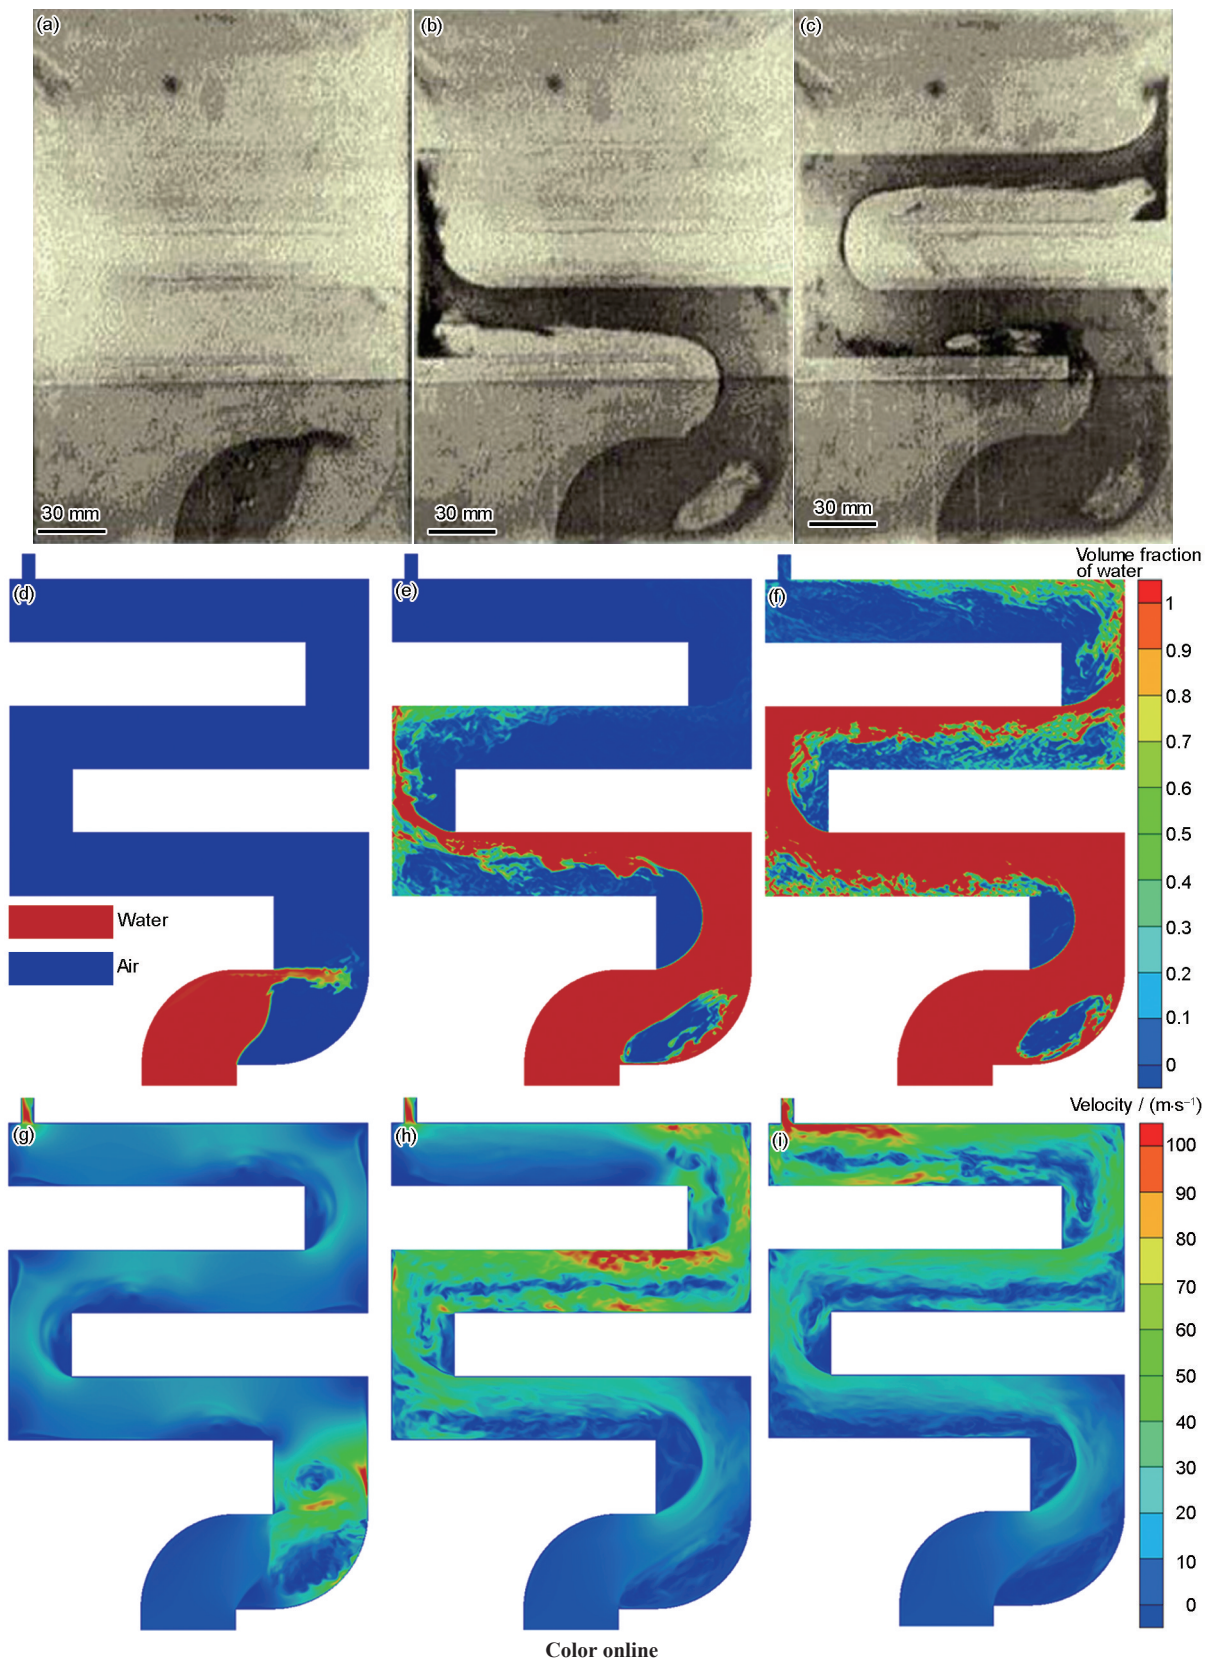 (a)
(b)
(c)
30 mm
30 mm
30 mm
Volume fraction
of water
(d)
(e)
(f)
1
0.9
0.8
0.7
0.6
0.5
0.4
0.3
0.2
0.1
0
Water
Air
Velocity / (m·s⁻¹)
(g)
(h)
(i)
100
90
80
70
60
50
40
30
20
10
0
Color online